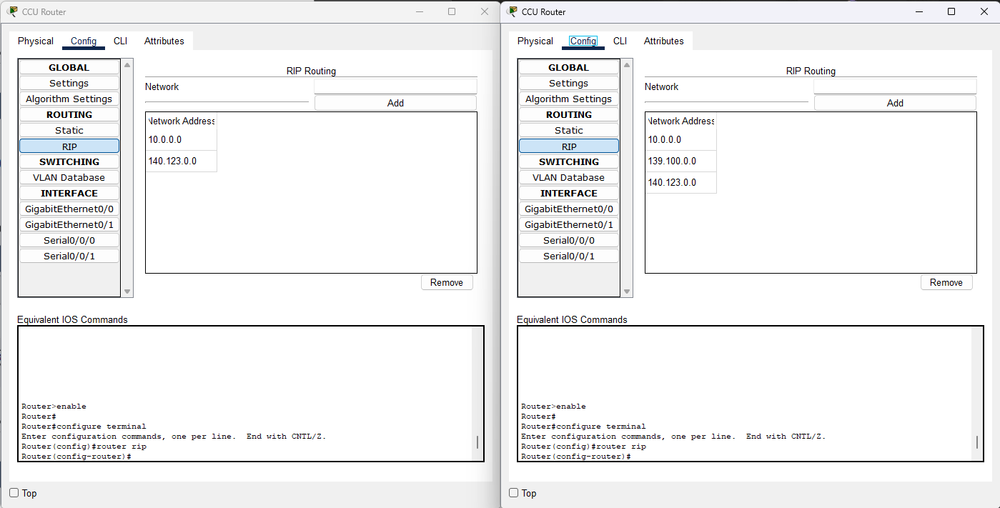 CCU Router
Physical Config CLI Attributes
GLOBAL
Settings
Algorithm Settings
ROUTING
Static
RIP
SWITCHING
VLAN Database
INTERFACE
GigabitEthernet0/0
GigabitEthernet0/1
Serial0/0/0
Serial0/0/1
RIP Routing
Network
Add
Network Address
10.0.0.0
140.123.0.0
Remove
Equivalent IOS Commands
Router>enable
Router#
Router#configure terminal
Enter configuration commands, one per line.  End with CNTL/Z.
Router(config)#router rip
Router(config-router)#
Top
CCU Router
Physical Config CLI Attributes
GLOBAL
Settings
Algorithm Settings
ROUTING
Static
RIP
SWITCHING
VLAN Database
INTERFACE
GigabitEthernet0/0
GigabitEthernet0/1
Serial0/0/0
Serial0/0/1
RIP Routing
Network
Add
Network Address
10.0.0.0
139.100.0.0
140.123.0.0
Remove
Equivalent IOS Commands
Router>enable
Router#
Router#configure terminal
Enter configuration commands, one per line.  End with CNTL/Z.
Router(config)#router rip
Router(config-router)#
Top